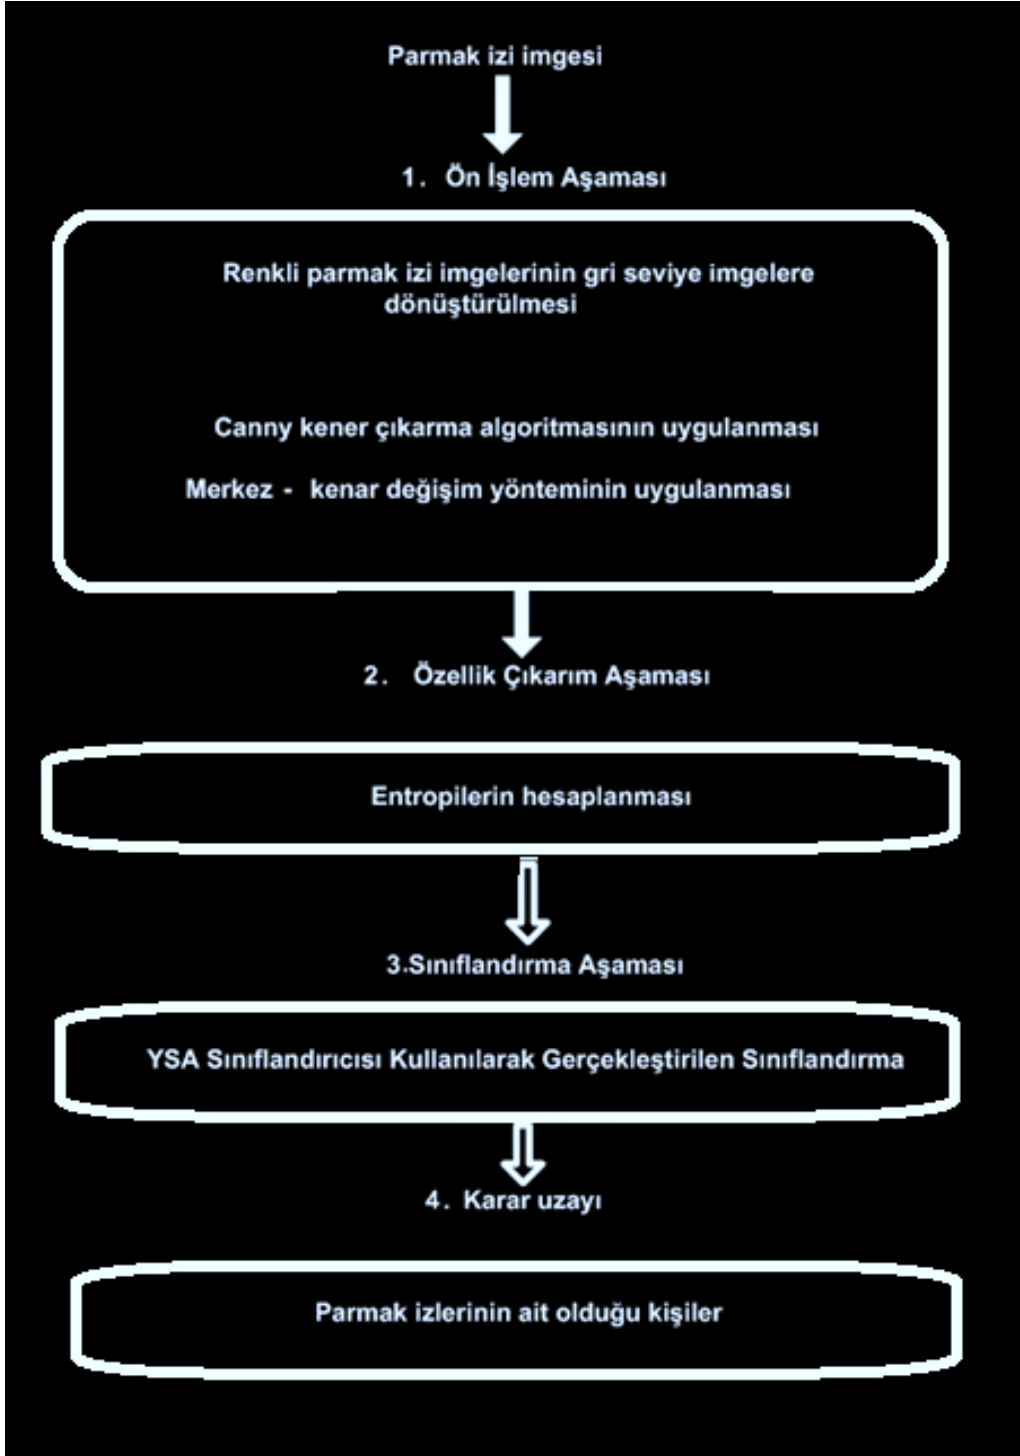 Parmak izi imgesi
1. Ön İşlem Aşaması
Renkli parmak izi imgelerinin gri seviye imgelere
dönüştürülmesi
Canny kener çıkarma algoritmasının uygulanması
Merkez - kenar değişim yönteminin uygulanması
2. Özellik Çıkarım Aşaması
Entropilerin hesaplanması
3.Sınıflandırma Aşaması
YSA Sınıflandırıcısı Kullanılarak Gerçekleştirilen Sınıflandırma
4. Karar uzayı
Parmak izlerinin ait olduğu kişiler